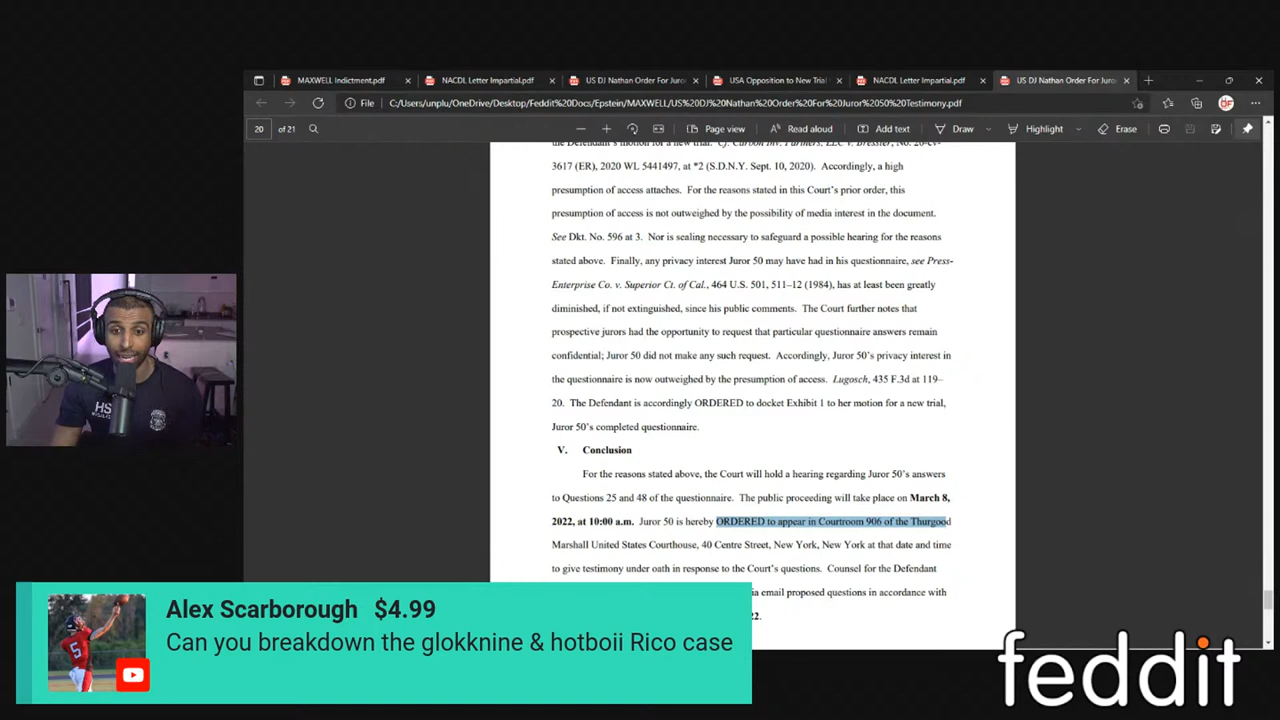 MAXWELL Indictment.pdf
NACDL Letter Impartial.pdf
US DJ Nathan Order For Juro
USA Opposition to New Trial
NACDL Letter Impartial.pdf
US DJ Nathan Order For Juro
File
C:/Users/unplu/OneDrive/Desktop/Feddit%20Docs/Epstein/MAXWELL/US%20DJ%20Nathan%20Order%20For%20Juror%2050%20Testimony.pdf
20 of 21
Page view
Read aloud
Add text
Draw
Highlight
Erase
the Defendant's motion for a new trial. Cf. Carbon Inv. Partners, LLC v. Bressler, No. 20-cv-
3617 (ER), 2020 WL 5441497, at *2 (S.D.N.Y. Sept. 10, 2020). Accordingly, a high
presumption of access attaches. For the reasons stated in this Court's prior order, this
presumption of access is not outweighed by the possibility of media interest in the document.
See Dkt. No. 596 at 3. Nor is sealing necessary to safeguard a possible hearing for the reasons
stated above. Finally, any privacy interest Juror 50 may have had in his questionnaire, see Press-
Enterprise Co. v. Superior Ct. of Cal., 464 U.S. 501, 511–12 (1984), has at least been greatly
diminished, if not extinguished, since his public comments. The Court further notes that
prospective jurors had the opportunity to request that particular questionnaire answers remain
confidential; Juror 50 did not make any such request. Accordingly, Juror 50's privacy interest in
the questionnaire is now outweighed by the presumption of access. Lugosch, 435 F.3d at 119–
20. The Defendant is accordingly ORDERED to docket Exhibit 1 to her motion for a new trial,
Juror 50's completed questionnaire.
V. Conclusion
For the reasons stated above, the Court will hold a hearing regarding Juror 50's answers
to Questions 25 and 48 of the questionnaire. The public proceeding will take place on March 8,
2022, at 10:00 a.m. Juror 50 is hereby ORDERED to appear in Courtroom 906 of the Thurgood
Marshall United States Courthouse, 40 Centre Street, New York, New York at that date and time
to give testimony under oath in response to the Court's questions. Counsel for the Defendant
ia email proposed questions in accordance with
22.
HS
5
Alex Scarborough $4.99
Can you breakdown the glokknine & hotboii Rico case
feddit